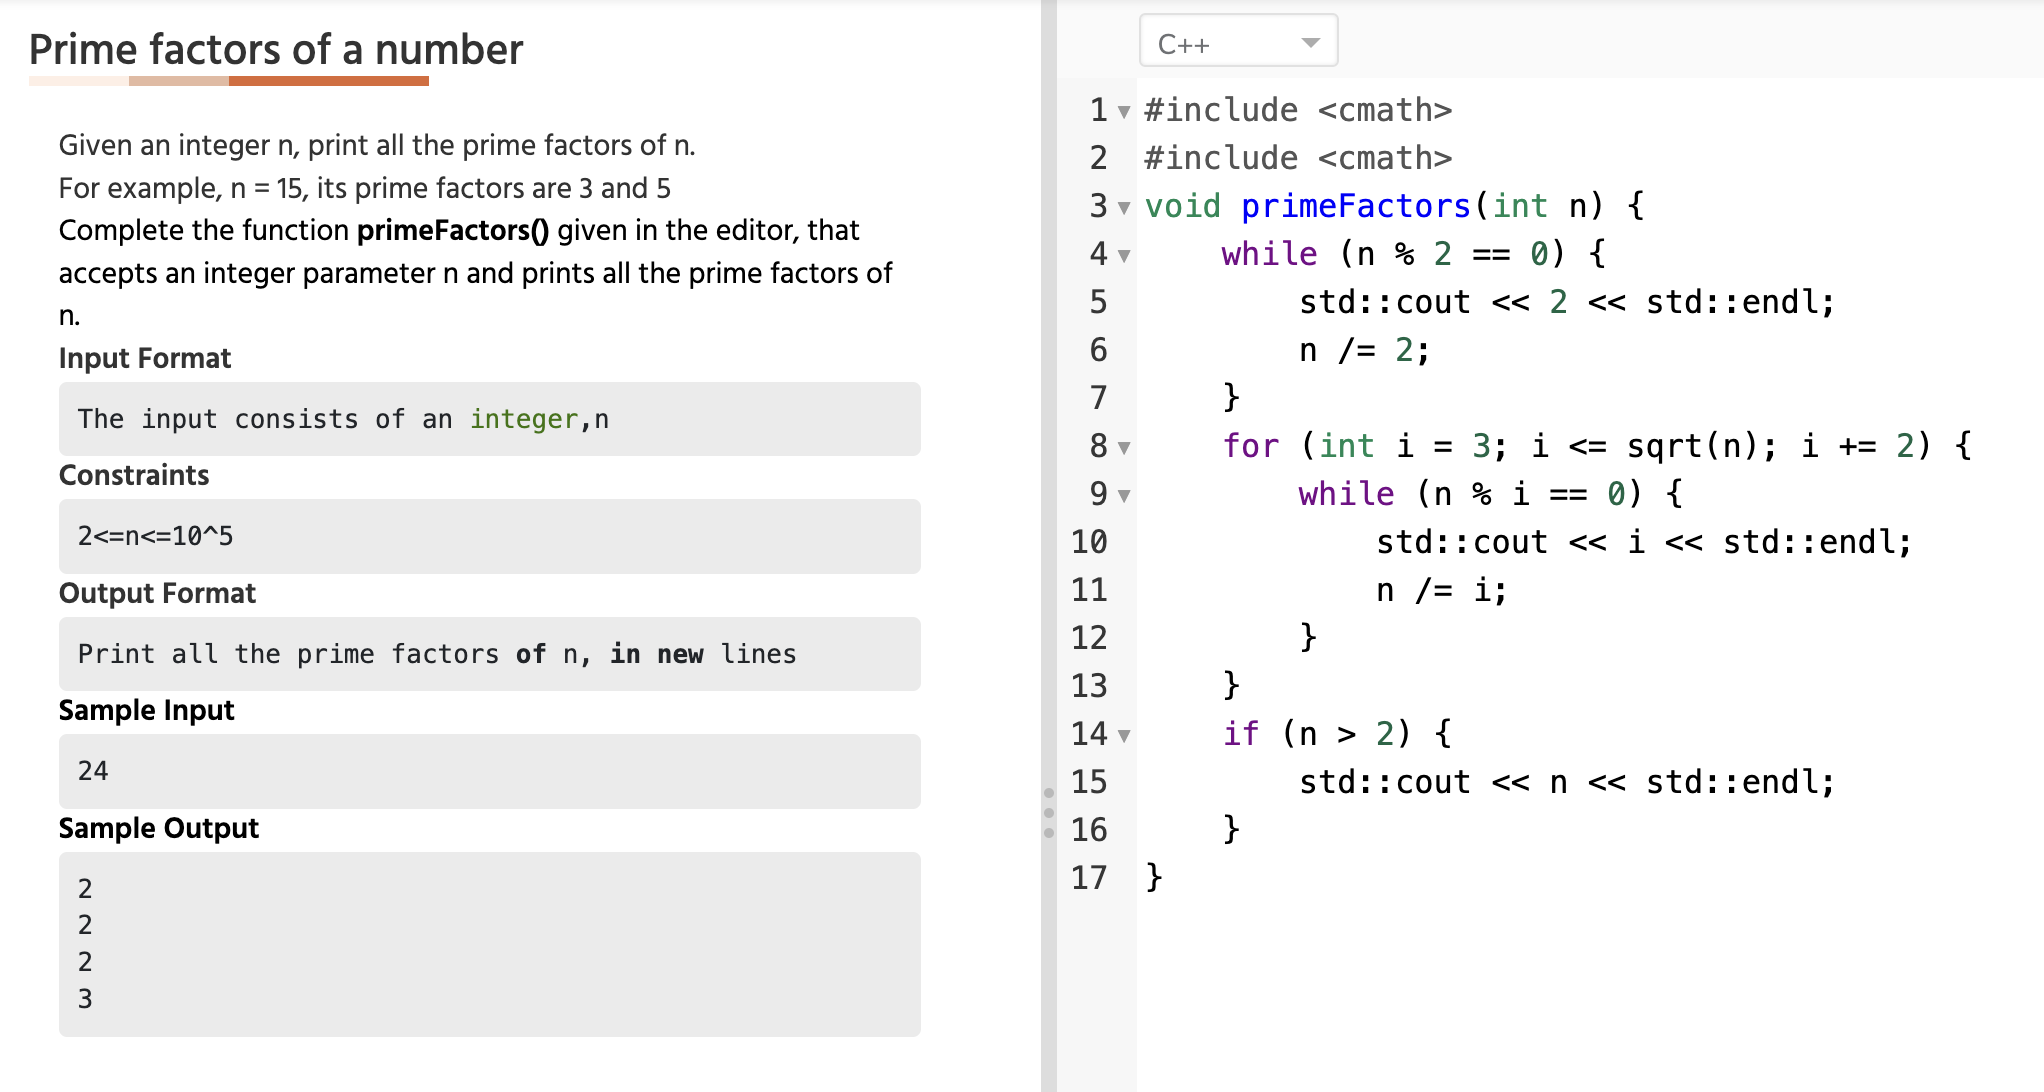 Prime factors of a number
Given an integer n, print all the prime factors of n.
For example, n = 15, its prime factors are 3 and 5
Complete the function primeFactors() given in the editor, that
accepts an integer parameter n and prints all the prime factors of
n.
Input Format
The input consists of an integer,n
Constraints
2<=n<=10^5
Output Format
Print all the prime factors of n, in new lines
Sample Input
24
Sample Output
2
2
2
3
C++
1 #include <cmath>
2 #include <cmath>
3 void primeFactors(int n) {
4     while (n % 2 == 0) {
5         std::cout << 2 << std::endl;
6         n /= 2;
7     }
8     for (int i = 3; i <= sqrt(n); i += 2) {
9         while (n % i == 0) {
10             std::cout << i << std::endl;
11             n /= i;
12         }
13     }
14     if (n > 2) {
15         std::cout << n << std::endl;
16     }
17 }